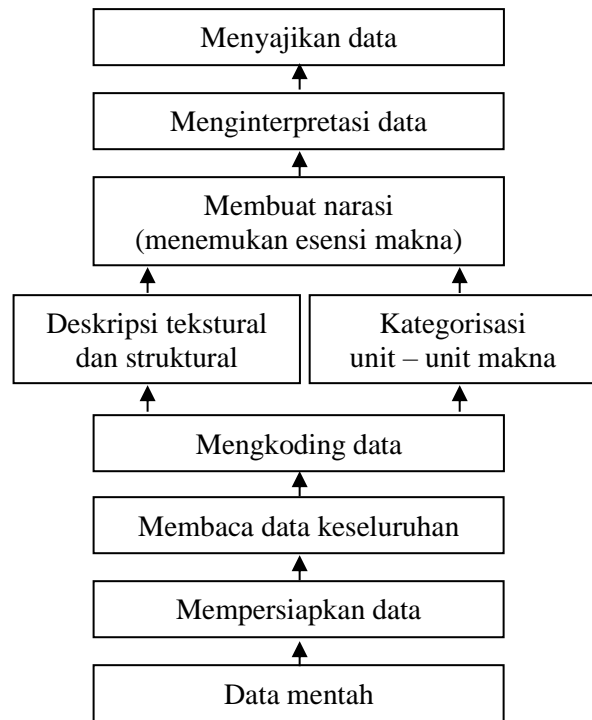 Menyajikan data
Menginterpretasi data
Membuat narasi
(menemukan esensi makna)
Deskripsi tekstural
dan struktural
Kategorisasi
unit – unit makna
Mengkoding data
Membaca data keseluruhan
Mempersiapkan data
Data mentah